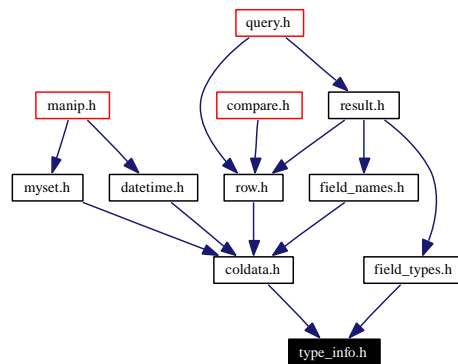 query.h
manip.h
compare.h
result.h
myset.h
datetime.h
row.h
field_names.h
coldata.h
field_types.h
type_info.h